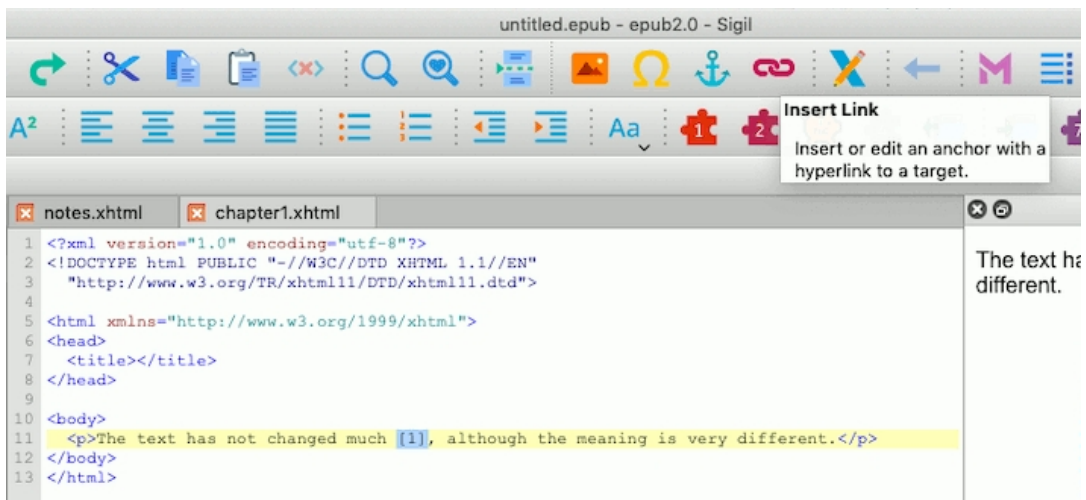 untitled.epub - epub2.0 - Sigil
A²
Aa
1
2
7
Insert Link
Insert or edit an anchor with a
hyperlink to a target.
notes.xhtml
chapter1.xhtml
1 <?xml version="1.0" encoding="utf-8"?>
2 <!DOCTYPE html PUBLIC "-//W3C//DTD XHTML 1.1//EN"
3 "http://www.w3.org/TR/xhtml11/DTD/xhtml11.dtd">
4
5 <html xmlns="http://www.w3.org/1999/xhtml">
6 <head>
7 <title></title>
8 </head>
9
10 <body>
11 <p>The text has not changed much [1], although the meaning is very different.</p>
12 </body>
13 </html>
The text ha
different.